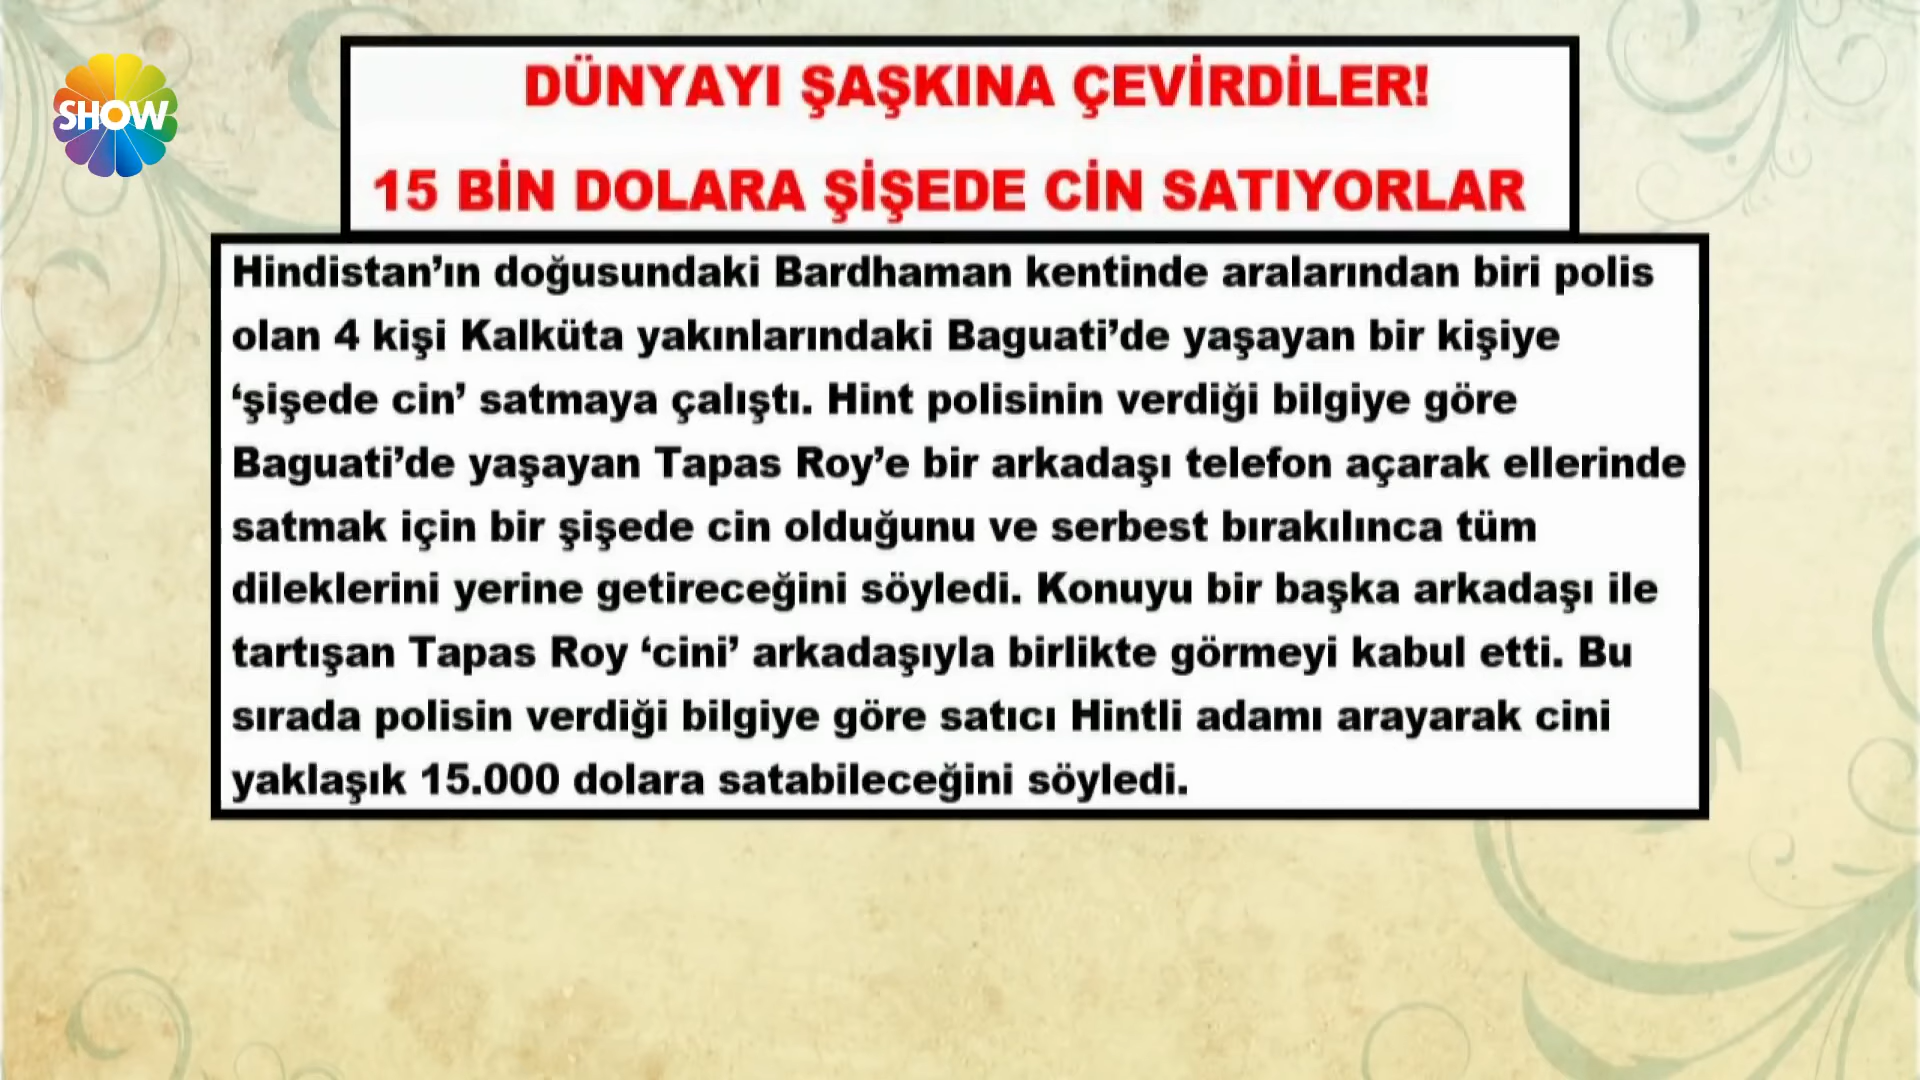 SHOW
DÜNYAYI ŞAŞKINA ÇEVİRDİLER!
15 BİN DOLARA ŞİŞEDE CİN SATIYORLAR
Hindistan’ın doğusundaki Bardhaman kentinde aralarından biri polis
olan 4 kişi Kalküta yakınlarındaki Baguati’de yaşayan bir kişiye
‘şişede cin’ satmaya çalıştı. Hint polisinin verdiği bilgiye göre
Baguati’de yaşayan Tapas Roy’e bir arkadaşı telefon açarak ellerinde
satmak için bir şişede cin olduğunu ve serbest bırakılınca tüm
dileklerini yerine getireceğini söyledi. Konuyu bir başka arkadaşı ile
tartışan Tapas Roy ‘cini’ arkadaşıyla birlikte görmeyi kabul etti. Bu
sırada polisin verdiği bilgiye göre satıcı Hintli adamı arayarak cini
yaklaşık 15.000 dolara satabileceğini söyledi.